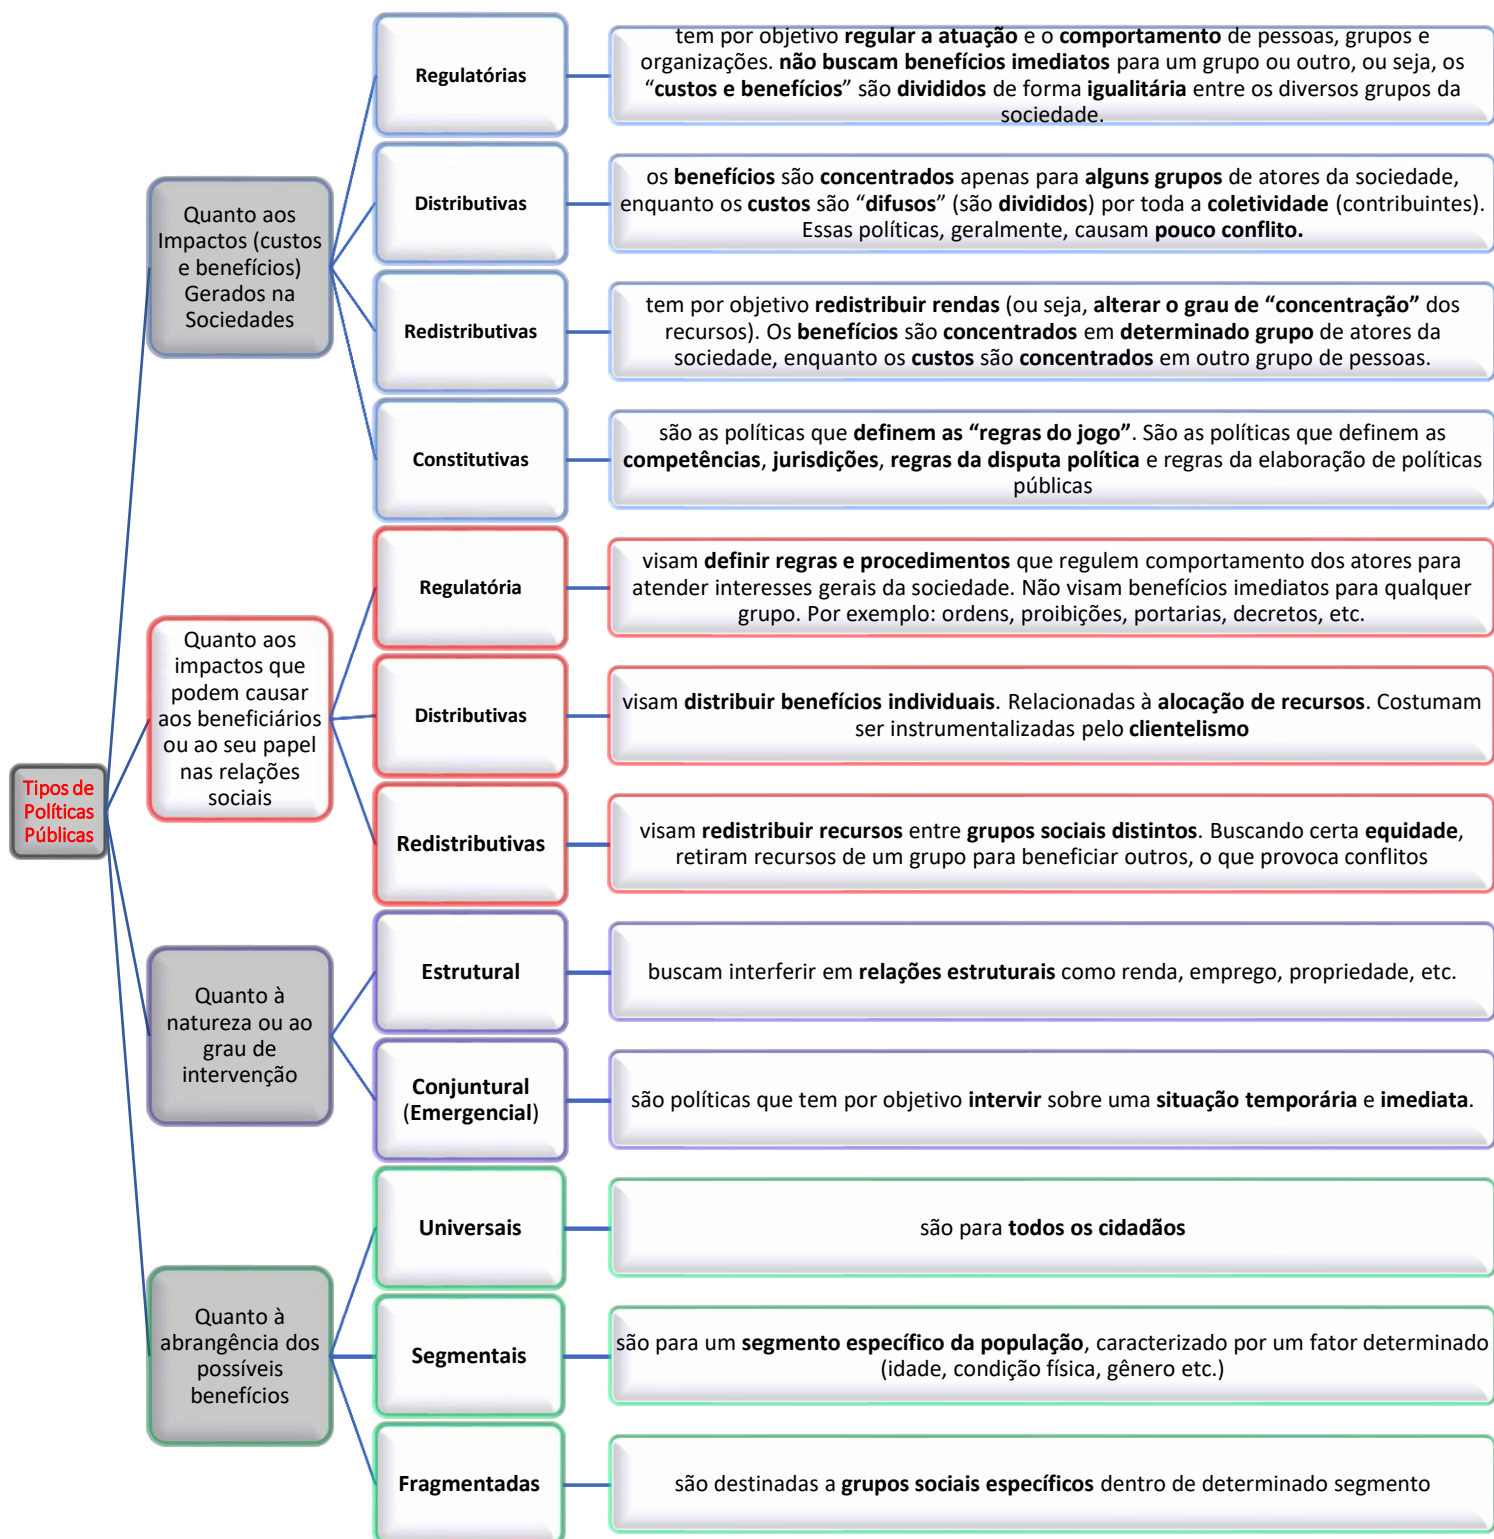 Tipos de
Políticas
Públicas
Quanto aos
Impactos (custos
e benefícios)
Gerados na
Sociedades
Regulatórias
tem por objetivo regular a atuação e o comportamento de pessoas, grupos e
organizações. não buscam benefícios imediatos para um grupo ou outro, ou seja, os
“custos e benefícios” são divididos de forma igualitária entre os diversos grupos da
sociedade.
Distributivas
os benefícios são concentrados apenas para alguns grupos de atores da sociedade,
enquanto os custos são “difusos” (são divididos) por toda a coletividade (contribuintes).
Essas políticas, geralmente, causam pouco conflito.
Redistributivas
tem por objetivo redistribuir rendas (ou seja, alterar o grau de “concentração” dos
recursos). Os benefícios são concentrados em determinado grupo de atores da
sociedade, enquanto os custos são concentrados em outro grupo de pessoas.
Constitutivas
são as políticas que definem as “regras do jogo”. São as políticas que definem as
competências, jurisdições, regras da disputa política e regras da elaboração de políticas
públicas
Quanto aos
impactos que
podem causar
aos beneficiários
ou ao seu papel
nas relações
sociais
Regulatória
visam definir regras e procedimentos que regulem comportamento dos atores para
atender interesses gerais da sociedade. Não visam benefícios imediatos para qualquer
grupo. Por exemplo: ordens, proibições, portarias, decretos, etc.
Distributivas
visam distribuir benefícios individuais. Relacionadas à alocação de recursos. Costumam
ser instrumentalizadas pelo clientelismo
Redistributivas
visam redistribuir recursos entre grupos sociais distintos. Buscando certa equidade,
retiram recursos de um grupo para beneficiar outros, o que provoca conflitos
Quanto à
natureza ou ao
grau de
intervenção
Estrutural
buscam interferir em relações estruturais como renda, emprego, propriedade, etc.
Conjuntural
(Emergencial)
são políticas que tem por objetivo intervir sobre uma situação temporária e imediata.
Quanto à
abrangência dos
possíveis
benefícios
Universais
são para todos os cidadãos
Segmentais
são para um segmento específico da população, caracterizado por um fator determinado
(idade, condição física, gênero etc.)
Fragmentadas
são destinadas a grupos sociais específicos dentro de determinado segmento